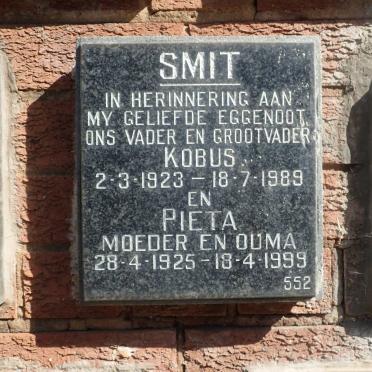 SMIT
IN HERINNERING AAN
MY GELIEFDE EGGENOOT
ONS VADER EN GROOTVADER
KOBUS
2-3-1923 — 18-7-1989
EN
PIETA
MOEDER EN OUMA
28-4-1925 - 18-4-1999
552